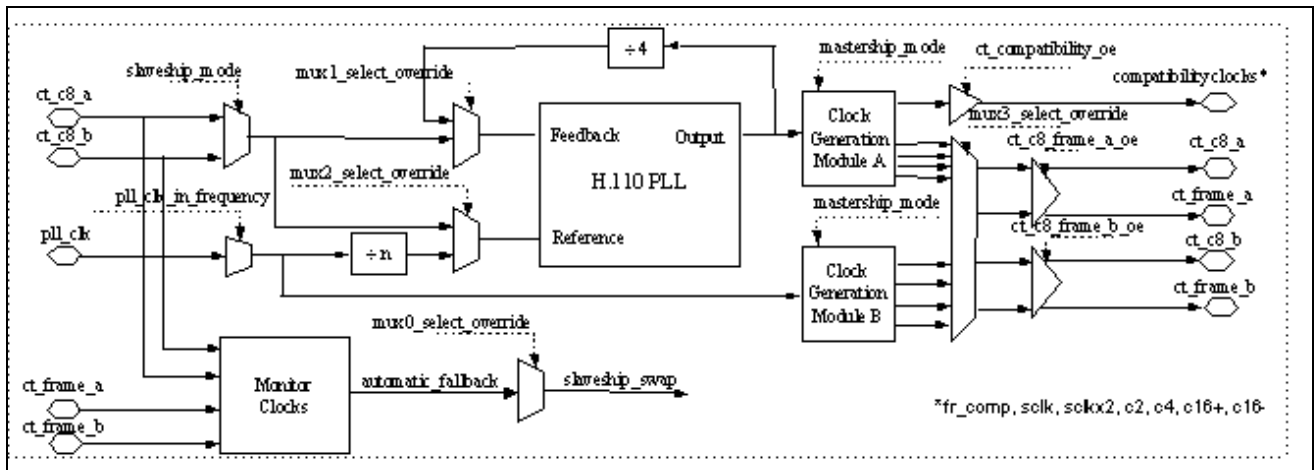 ÷4
mastership_mode
ct_compatibility_oe
slaveship_mode
mux1_select_override
compatibility clocks*
ct_c8_a
ct_c8_b
Clock
Generation
Module A
mux3_select_override
Feedback
Output
H.110 PLL
Reference
ct_c8_frame_a_oe
ct_c8_a
mux2_select_override
pll_clk_in_frequency
mastership_mode
ct_frame_a
ct_c8_frame_b_oe
pll_clk
÷n
Clock
Generation
Module B
ct_c8_b
ct_frame_b
mux0_select_override
Monitor
Clocks
automatic_fallback
slaveship_swap
ct_frame_a
ct_frame_b
*fr_comp, sclk, sclkx2, c2, c4, c16+, c16-